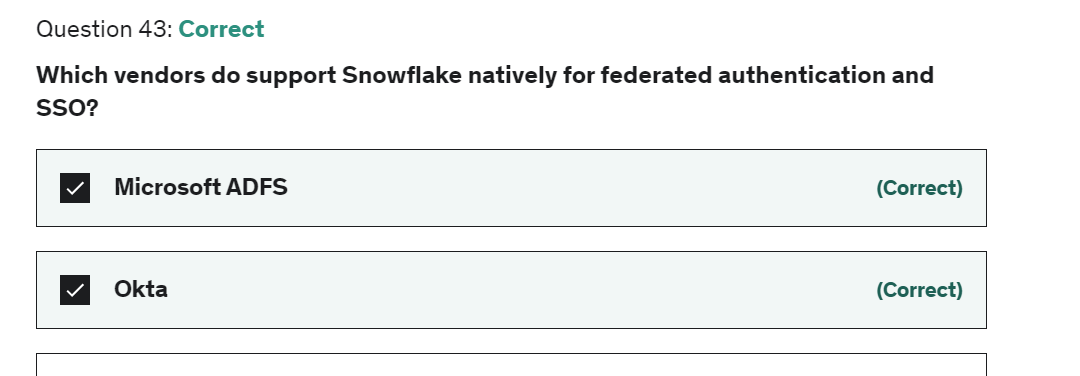 Question 43: Correct
Which vendors do support Snowflake natively for federated authentication and
SSO?
Microsoft ADFS (Correct)
Okta (Correct)